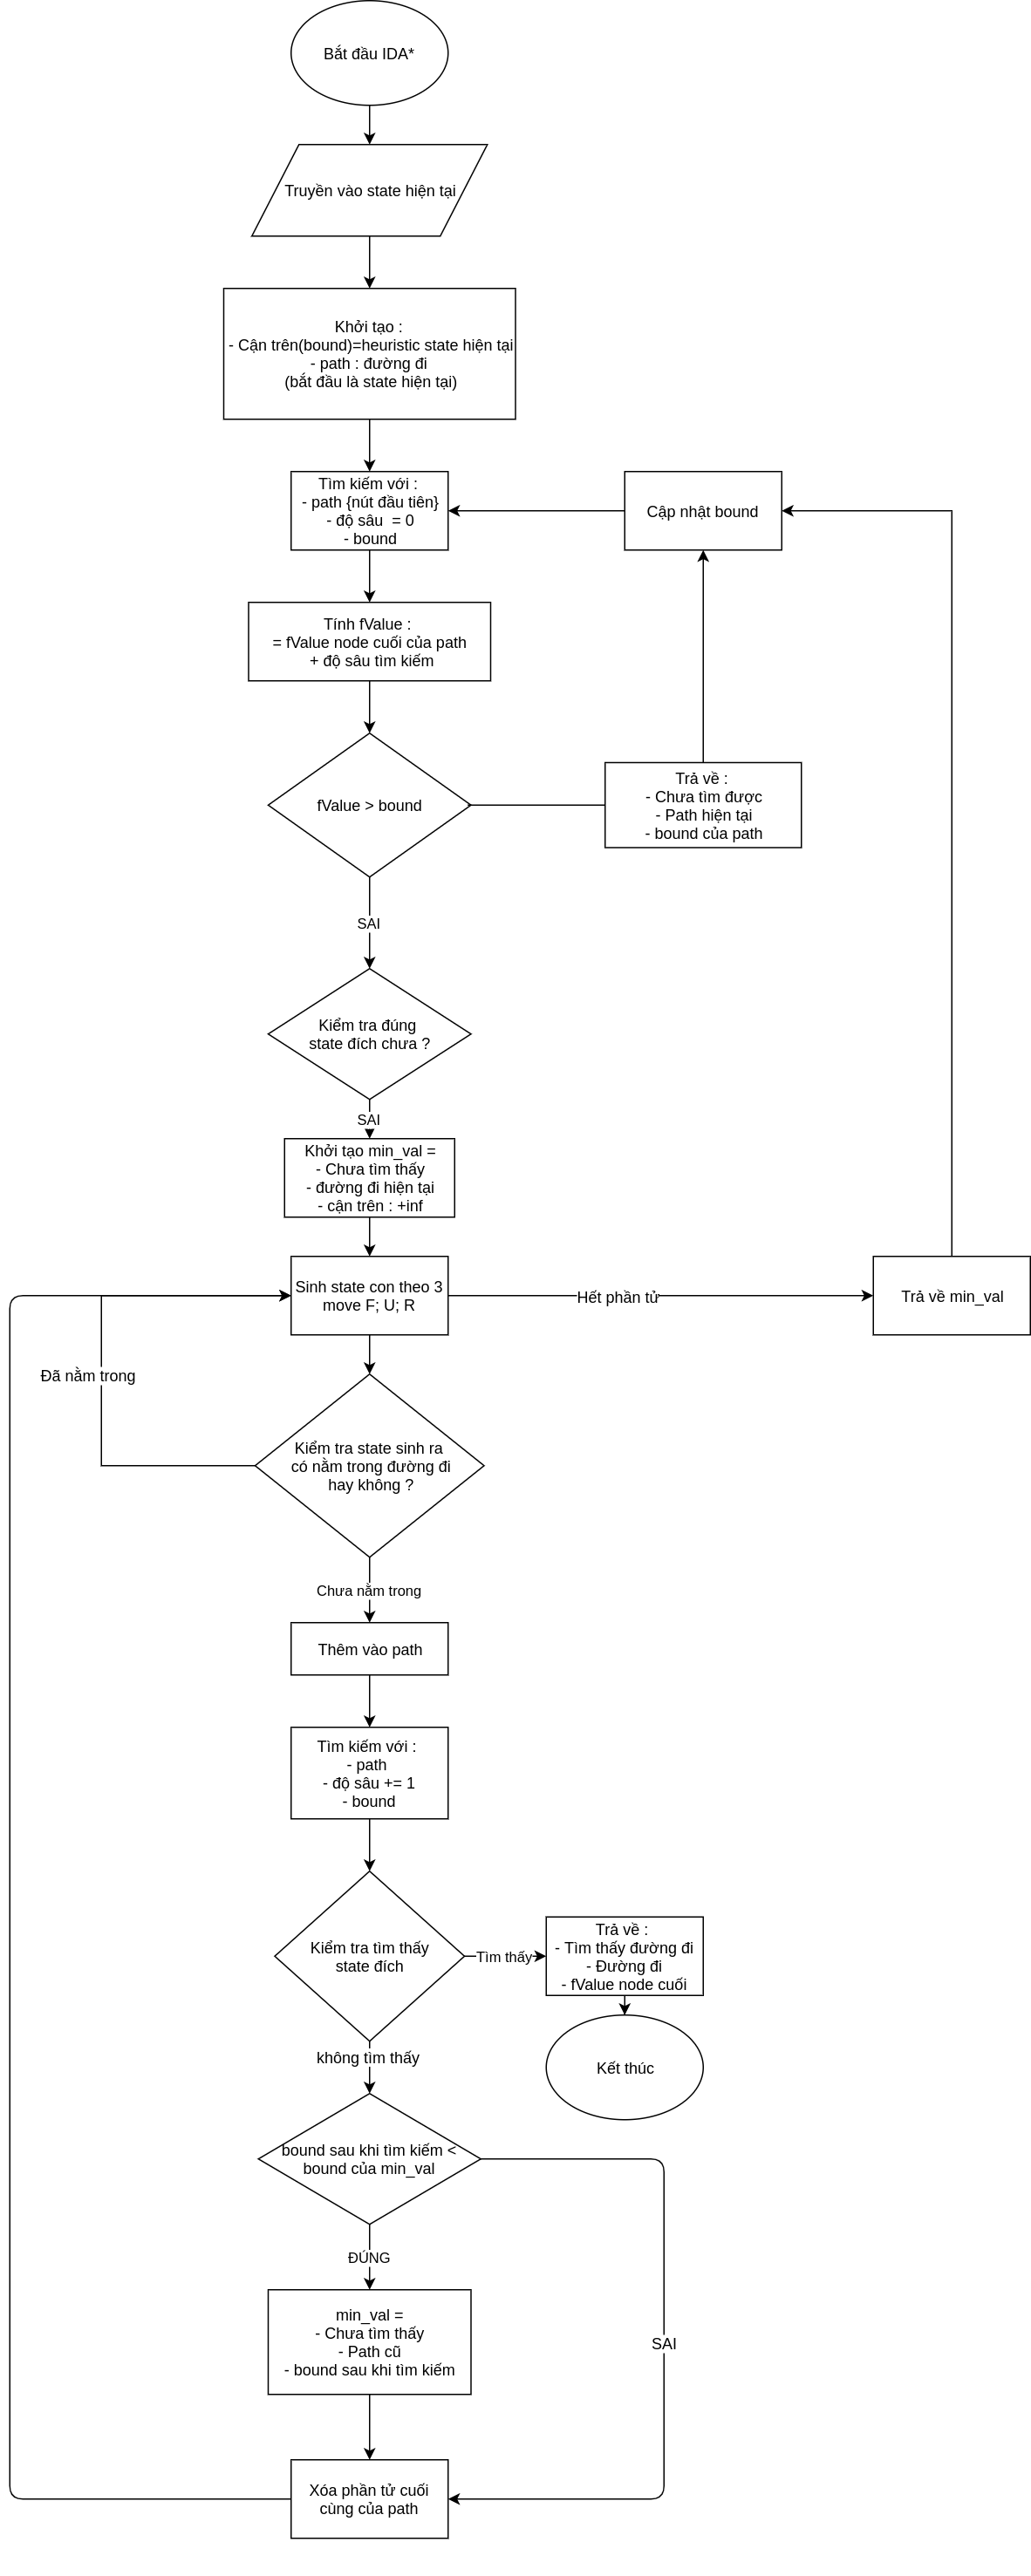 Bắt đầu IDA*
Truyền vào state hiện tại
Khởi tạo :
- Cận trên(bound)=heuristic state hiện tại
- path : đường đi
(bắt đầu là state hiện tại)
Tìm kiếm với :
- path {nút đầu tiên}
- độ sâu = 0
- bound
Cập nhật bound
Tính fValue :
= fValue node cuối của path
+ độ sâu tìm kiếm
fValue > bound
Trả về :
- Chưa tìm được
- Path hiện tại
- bound của path
SAI
Kiểm tra đúng
state đích chưa ?
SAI
Khởi tạo min_val =
- Chưa tìm thấy
- đường đi hiện tại
- cận trên : +inf
Sinh state con theo 3
move F; U; R
Hết phần tử
Trả về min_val
Đã nằm trong
Kiểm tra state sinh ra
có nằm trong đường đi
hay không ?
Chưa nằm trong
Thêm vào path
Tìm kiếm với :
- path
- độ sâu += 1
- bound
Kiểm tra tìm thấy
state đích
Tìm thấy
Trả về :
- Tìm thấy đường đi
- Đường đi
- fValue node cuối
Kết thúc
không tìm thấy
bound sau khi tìm kiếm <
bound của min_val
ĐÚNG
SAI
min_val =
- Chưa tìm thấy
- Path cũ
- bound sau khi tìm kiếm
Xóa phần tử cuối
cùng của path